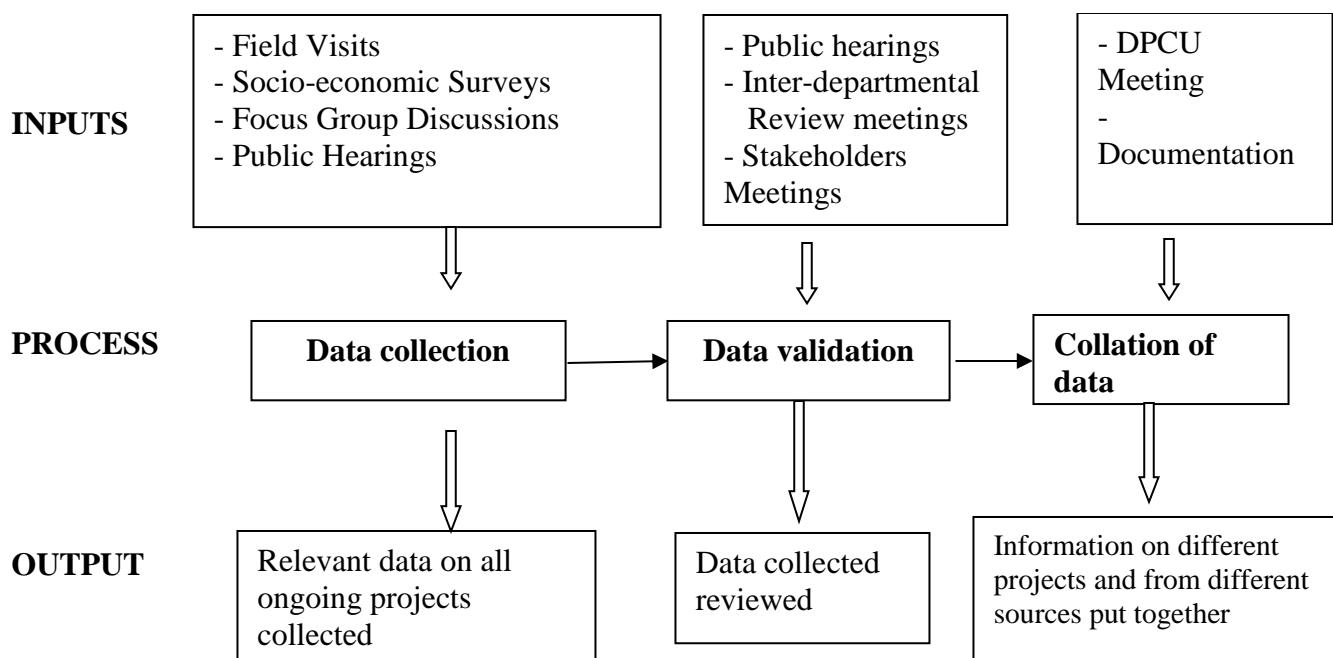 INPUTS
- Field Visits
- Socio-economic Surveys
- Focus Group Discussions
- Public Hearings
- Public hearings
- Inter-departmental
Review meetings
- Stakeholders
Meetings
- DPCU
Meeting
-
Documentation
PROCESS
Data collection
Data validation
Collation of
data
OUTPUT
Relevant data on all
ongoing projects
collected
Data collected
reviewed
Information on different
projects and from different
sources put together